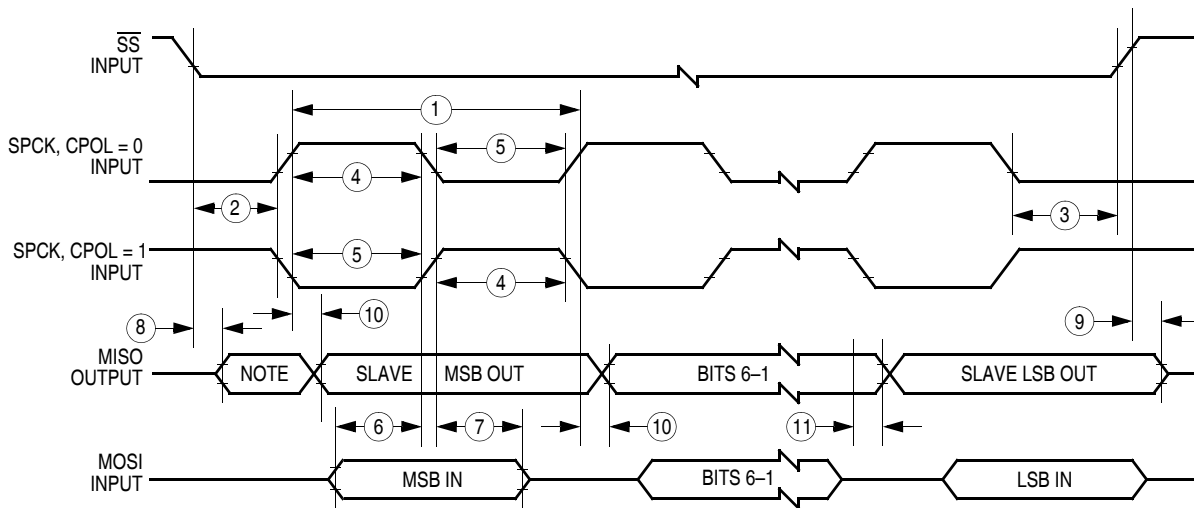 SS
INPUT
1
SPCK, CPOL = 0
INPUT
5
4
2
3
SPCK, CPOL = 1
INPUT
5
4
8
10
9
MISO
OUTPUT
NOTE
SLAVE MSB OUT
BITS 6–1
SLAVE LSB OUT
6
7
10
11
MOSI
INPUT
MSB IN
BITS 6–1
LSB IN